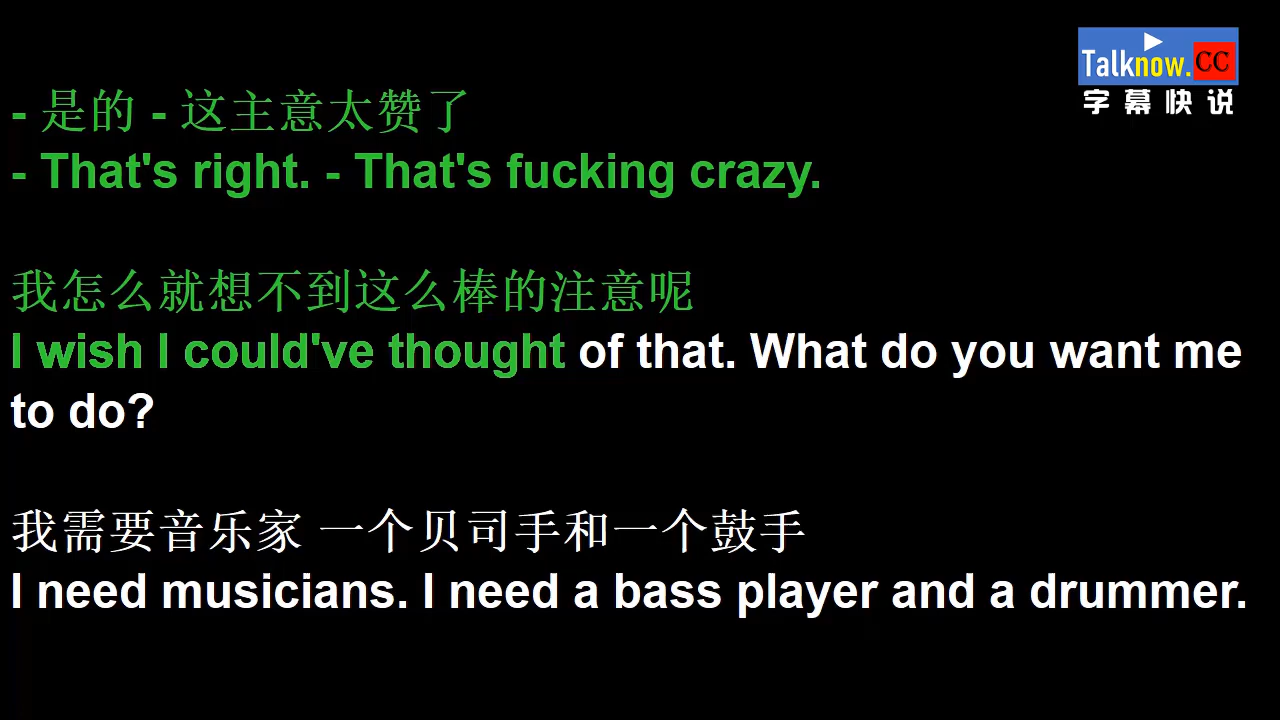 Talknow.CC
字幕快说
- 是的 - 这主意太赞了
- That's right. - That's fucking crazy.
我怎么就想不到这么棒的注意呢
I wish I could've thought of that. What do you want me
to do?
我需要音乐家 一个贝司手和一个鼓手
I need musicians. I need a bass player and a drummer.